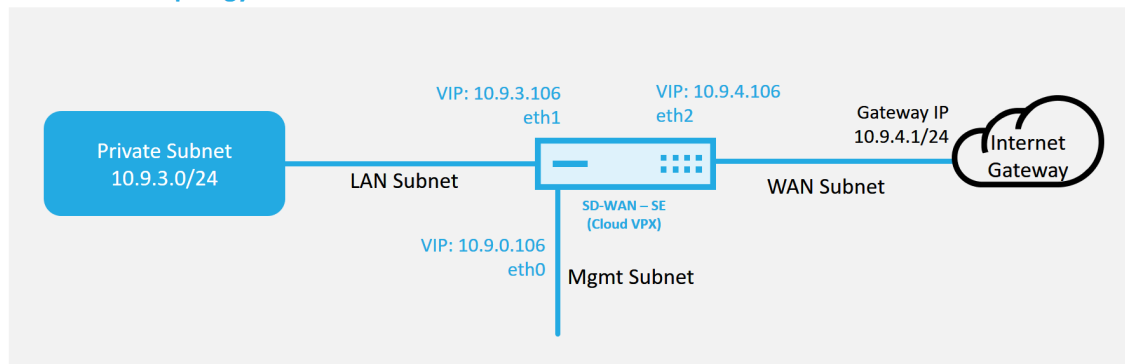 VIP: 10.9.3.106
eth1
VIP: 10.9.4.106
eth2
Gateway IP
10.9.4.1/24
Internet
Gateway
Private Subnet
10.9.3.0/24
LAN Subnet
WAN Subnet
SD-WAN – SE
(Cloud VPX)
VIP: 10.9.0.106
eth0
Mgmt Subnet